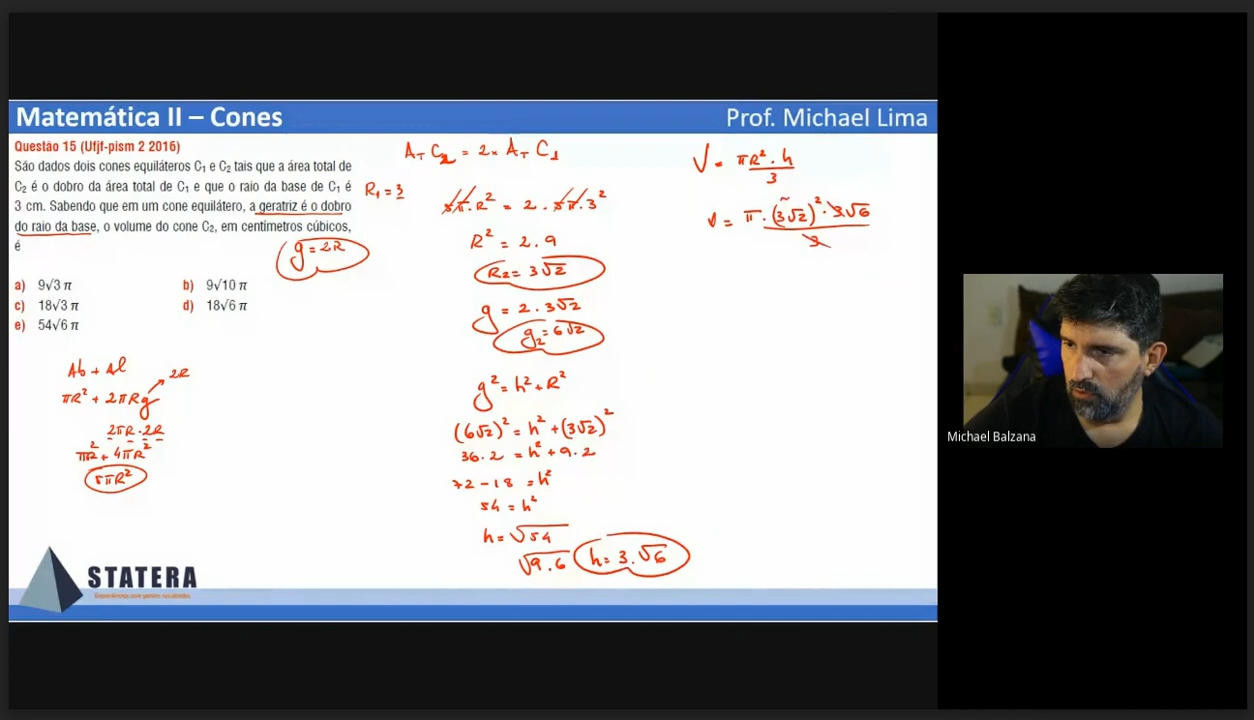 Matemática II – Cones
Prof. Michael Lima
Questão 15 (Ufjf-pism 2 2016)
São dados dois cones equiláteros C₁ e C₂ tais que a área total de
C₂ é o dobro da área total de C₁ e que o raio da base de C₁ é
3 cm. Sabendo que em um cone equilátero, a geratriz é o dobro
do raio da base, o volume do cone C₂, em centímetros cúbicos,
é
a) 9√3 π
b) 9√10 π
c) 18√3 π
d) 18√6 π
e) 54√6 π
g = 2R
R₁ = 3
Ab + Al
πR² + 2πRg
2R
2πR · 2R
πR² + 4πR²
5πR²
A_T C₂ = 2 × A_T C₁
5π · R² = 2 · 5π · 3²
R² = 2 . 9
R₂ = 3√2
g = 2 . 3√2
g₂ = 6√2
g² = h² + R²
(6√2)² = h² + (3√2)²
36 . 2 = h² + 9 . 2
72 - 18 = h²
54 = h²
h = √54
√9.6
h = 3 . √6
V = πR² . h / 3
V = π . (3√2)² . 3√6 / 3
STATERA
Michael Balzana